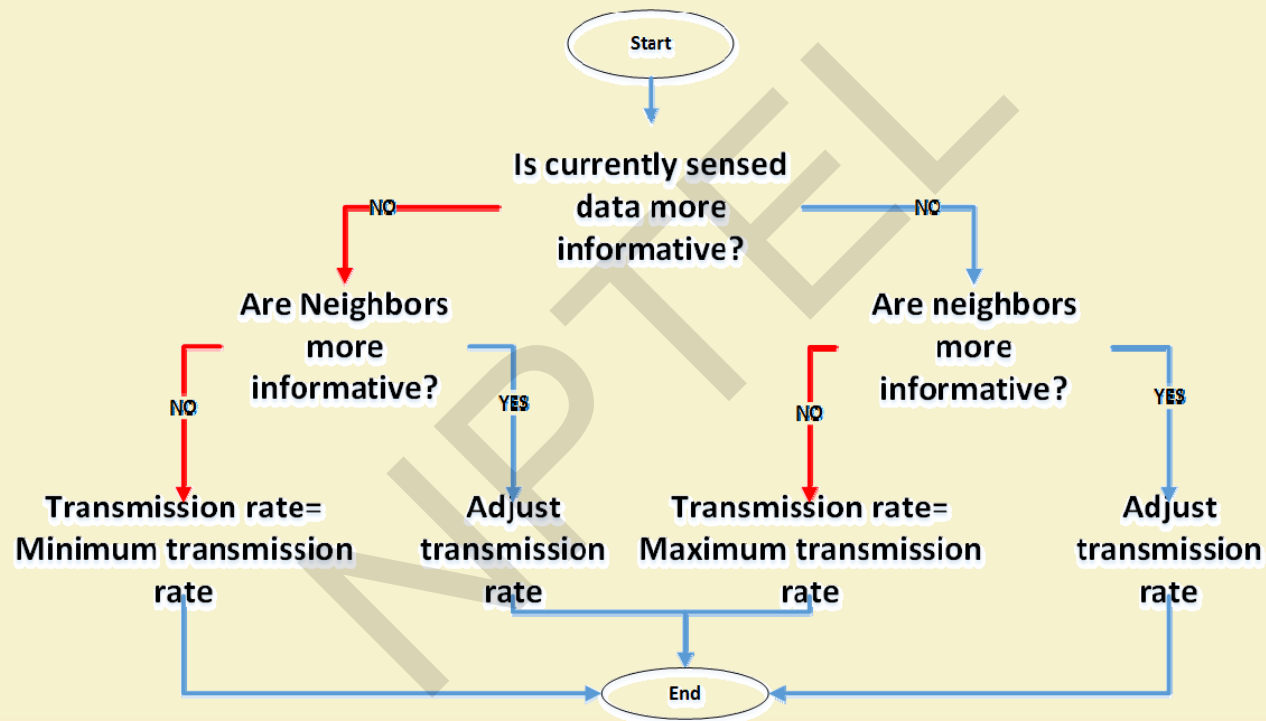 Start
Is currently sensed
data more
informative?
NO
NO
Are Neighbors
more
informative?
Are neighbors
more
informative?
NO
YES
NO
YES
Transmission rate=
Minimum transmission
rate
Adjust
transmission
rate
Transmission rate=
Maximum transmission
rate
Adjust
transmission
rate
End
NPTEL